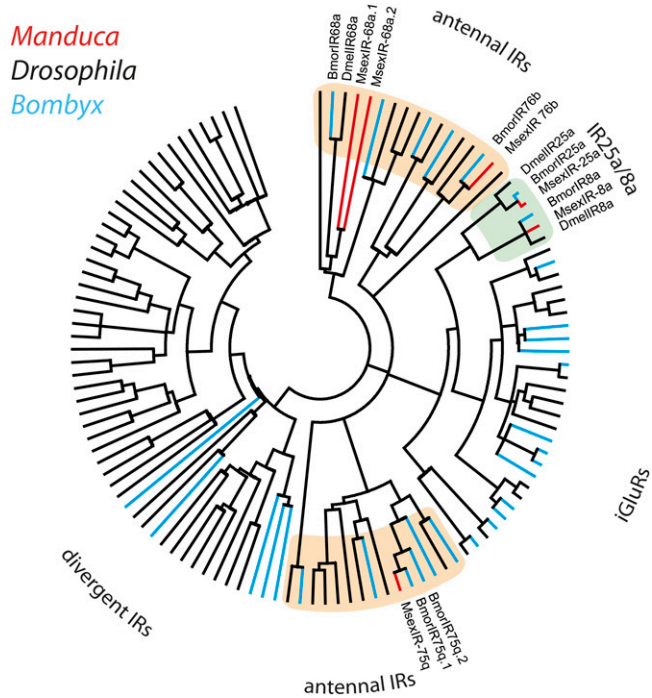 Manduca
Drosophila
Bombyx
antennal IRs
BmorIR68a
DmelIR68a
MsexIR-68a.1
MsexIR-68a.2
BmorIR76b
MsexIR 76b
IR25a/8a
DmelIR25a
BmorIR25a
MsexIR-25a
BmorIR8a
MsexIR-8a
DmelIR8a
iGluRs
BmorIR75q.2
BmorIR75q.1
MsexIR-75q
antennal IRs
divergent IRs